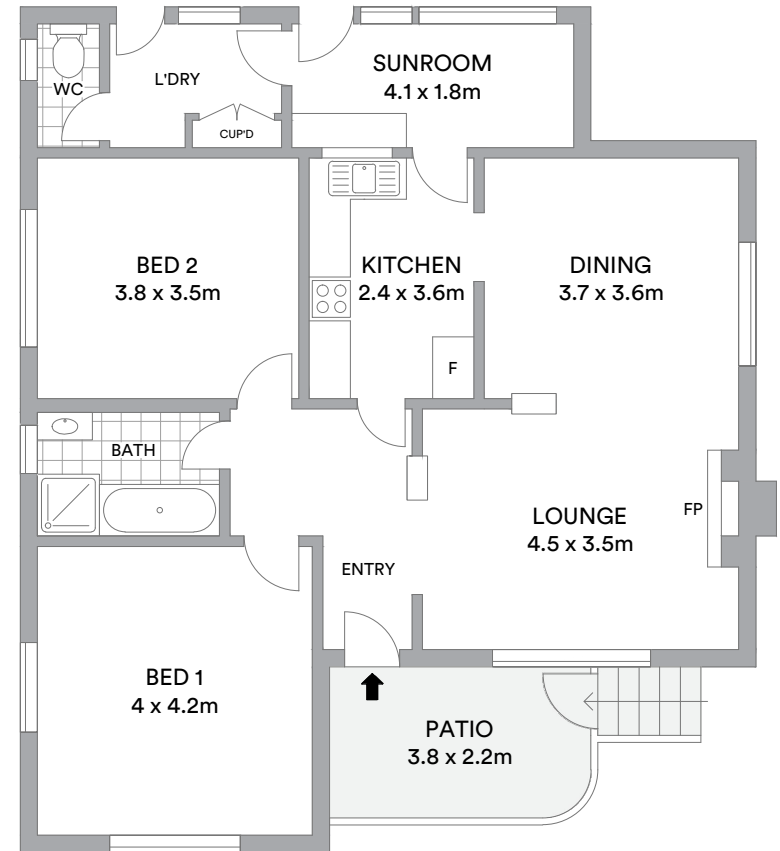 SUNROOM
4.1 x 1.8m
L'DRY
WC
CUP'D
BED 2
3.8 x 3.5m
KITCHEN
2.4 x 3.6m
DINING
3.7 x 3.6m
F
BATH
LOUNGE
4.5 x 3.5m
FP
ENTRY
BED 1
4 x 4.2m
PATIO
3.8 x 2.2m